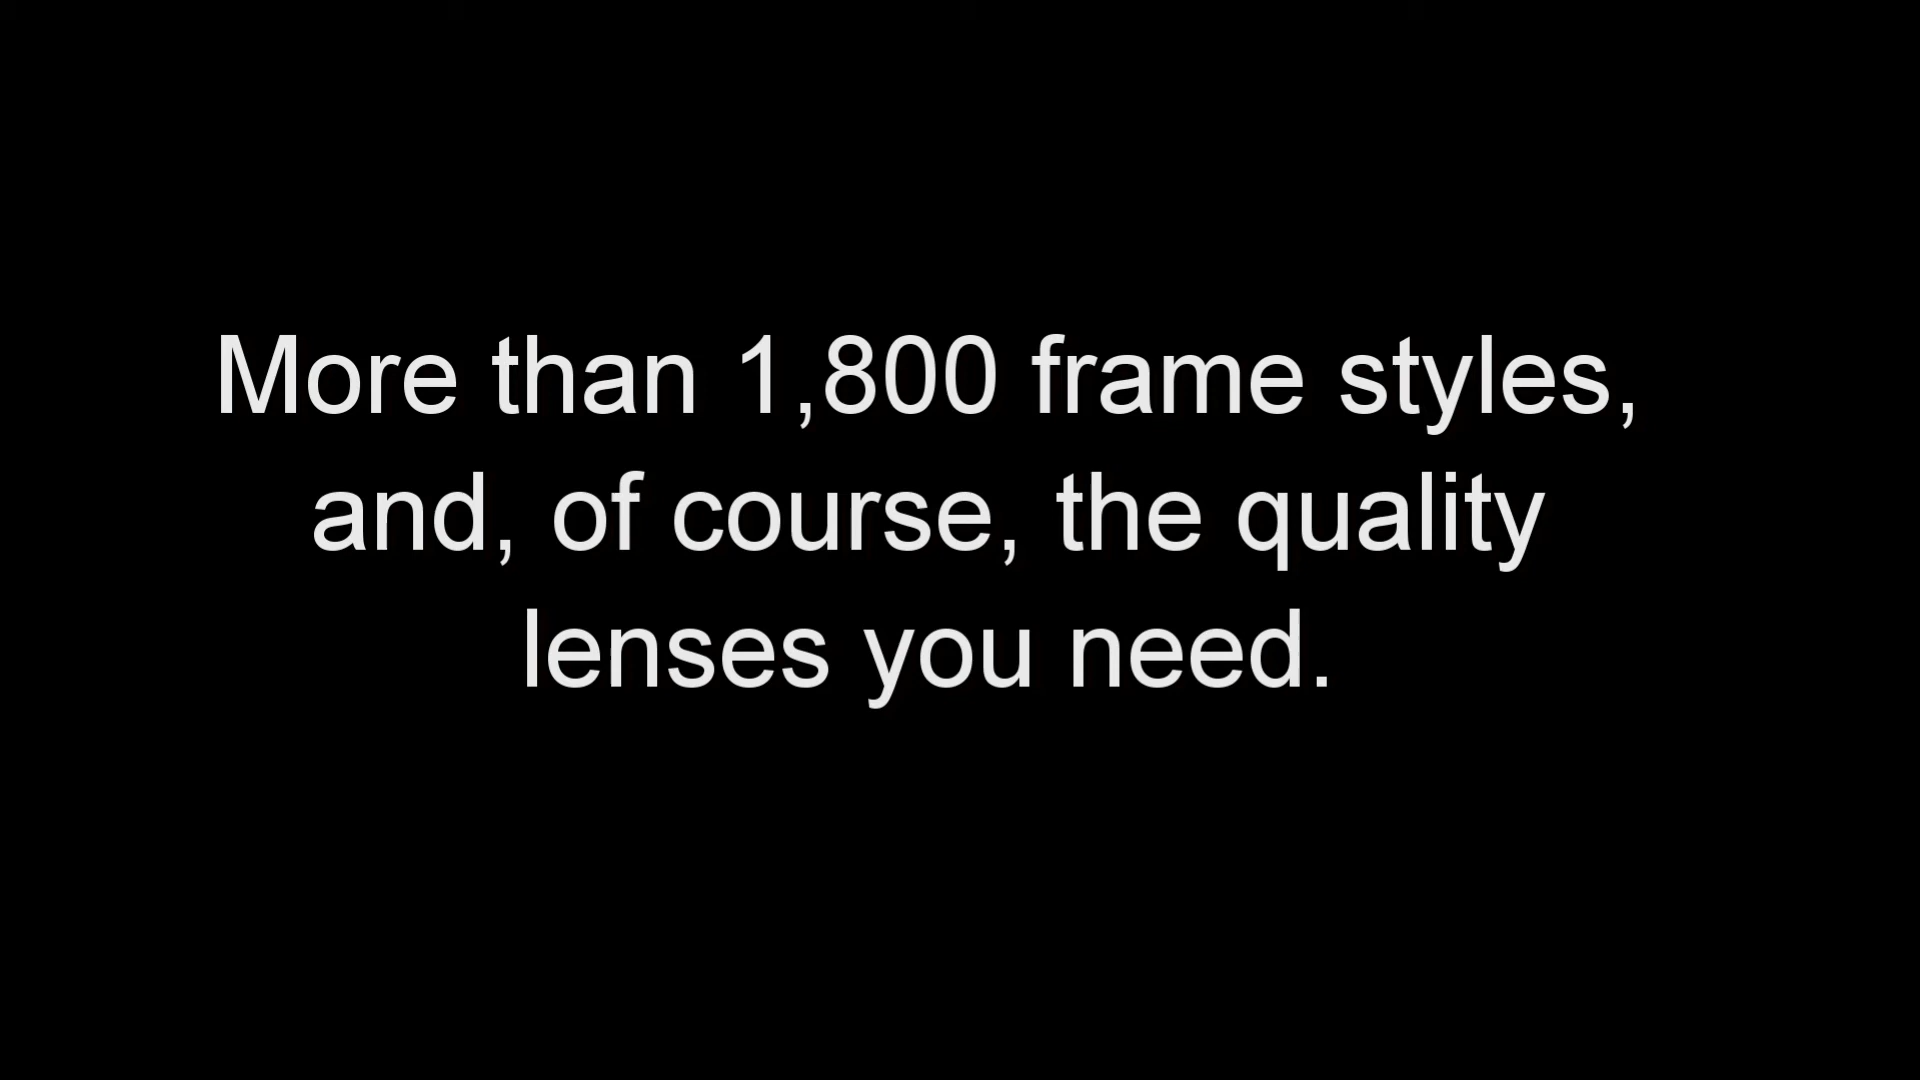 More than 1,800 frame styles,
and, of course, the quality
lenses you need.